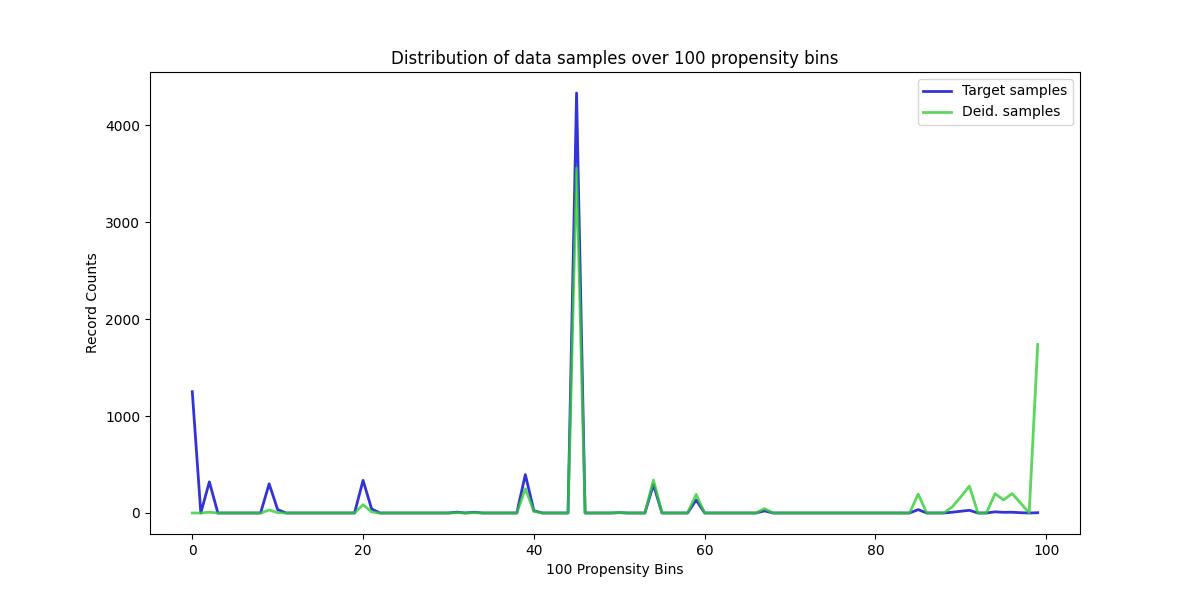 Distribution of data samples over 100 propensity bins
Target samples
Deid. samples
Record Counts
4000
3000
2000
1000
0
0 20 40 60 80 100
100 Propensity Bins